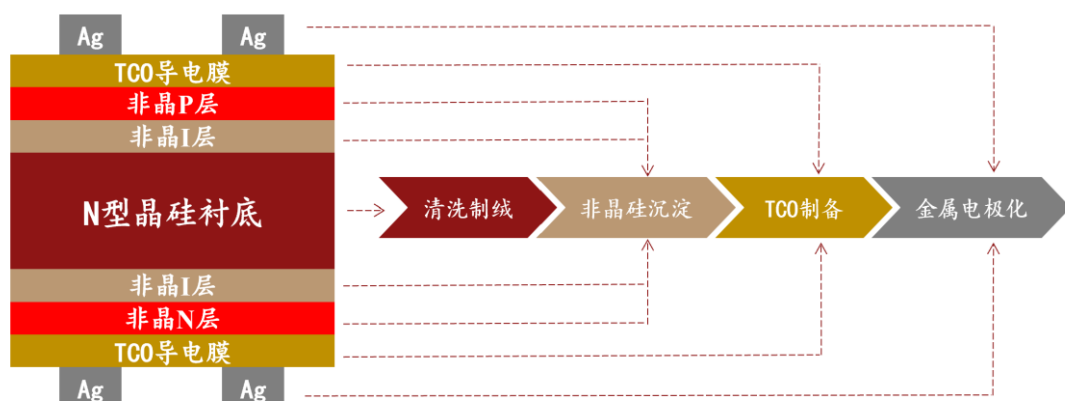 Ag Ag
TCO导电膜
非晶P层
非晶I层
N型晶硅衬底
清洗制绒
非晶硅沉淀
TCO制备
金属电极化
非晶I层
非晶N层
TCO导电膜
Ag Ag